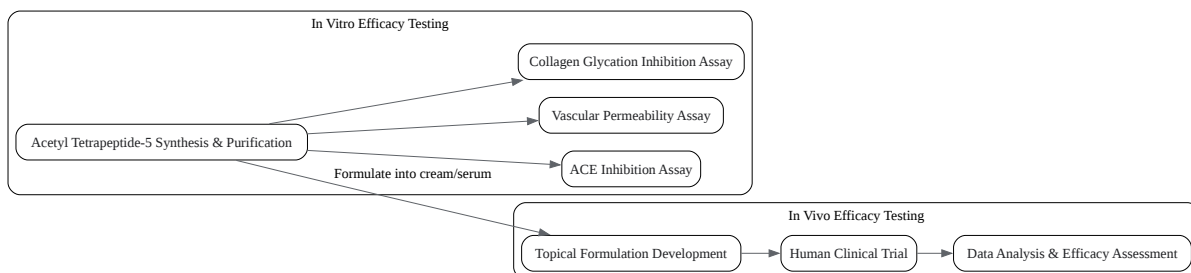 In Vitro Efficacy Testing
Collagen Glycation Inhibition Assay
Vascular Permeability Assay
Acetyl Tetrapeptide-5 Synthesis & Purification
ACE Inhibition Assay
Formulate into cream/serum
In Vivo Efficacy Testing
Topical Formulation Development
Human Clinical Trial
Data Analysis & Efficacy Assessment